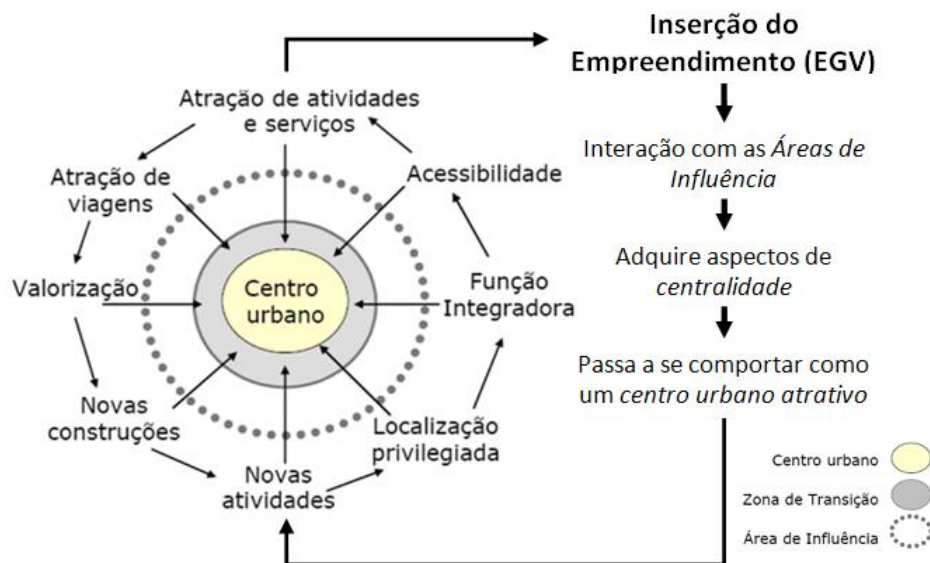 Inserção do
Empreendimento (EGV)
Interação com as Áreas de
Influência
Adquire aspectos de
centralidade
Passa a se comportar como
um centro urbano atrativo
Atração de atividades
e serviços
Atração de
viagens
Valorização
Novas
construções
Novas
atividades
Localização
privilegiada
Função
Integradora
Acessibilidade
Centro
urbano
Centro urbano
Zona de Transição
Área de Influência